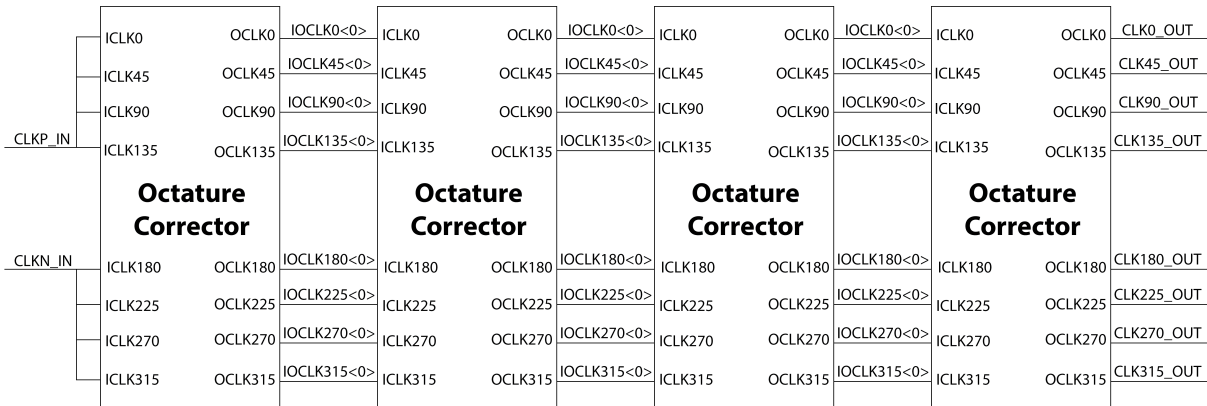 ICLK0 OCLK0 IOCLK0<0> ICLK0 OCLK0 IOCLK0<0> ICLK0 OCLK0 IOCLK0<0> ICLK0 OCLK0 CLK0_OUT
ICLK45 OCLK45 IOCLK45<0> ICLK45 OCLK45 IOCLK45<0> ICLK45 OCLK45 IOCLK45<0> ICLK45 OCLK45 CLK45_OUT
ICLK90 OCLK90 IOCLK90<0> ICLK90 OCLK90 IOCLK90<0> ICLK90 OCLK90 IOCLK90<0> ICLK90 OCLK90 CLK90_OUT
CLKP_IN ICLK135 OCLK135 IOCLK135<0> ICLK135 OCLK135 IOCLK135<0> ICLK135 OCLK135 IOCLK135<0> ICLK135 OCLK135 CLK135_OUT
Octature Octature Octature Octature
Corrector Corrector Corrector Corrector
CLKN_IN ICLK180 OCLK180 IOCLK180<0> ICLK180 OCLK180 IOCLK180<0> ICLK180 OCLK180 IOCLK180<0> ICLK180 OCLK180 CLK180_OUT
ICLK225 OCLK225 IOCLK225<0> ICLK225 OCLK225 IOCLK225<0> ICLK225 OCLK225 IOCLK225<0> ICLK225 OCLK225 CLK225_OUT
ICLK270 OCLK270 IOCLK270<0> ICLK270 OCLK270 IOCLK270<0> ICLK270 OCLK270 IOCLK270<0> ICLK270 OCLK270 CLK270_OUT
ICLK315 OCLK315 IOCLK315<0> ICLK315 OCLK315 IOCLK315<0> ICLK315 OCLK315 IOCLK315<0> ICLK315 OCLK315 CLK315_OUT